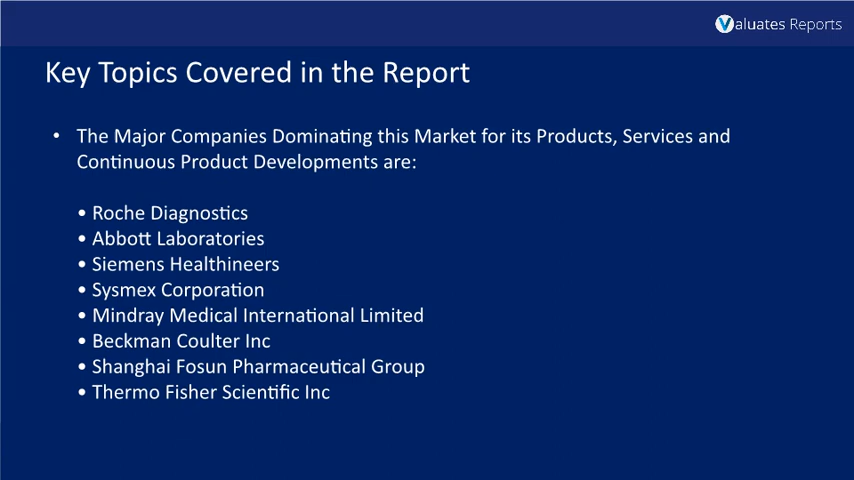 Valuates Reports
Key Topics Covered in the Report
• The Major Companies Dominating this Market for its Products, Services and
Continuous Product Developments are:
• Roche Diagnostics
• Abbott Laboratories
• Siemens Healthineers
• Sysmex Corporation
• Mindray Medical International Limited
• Beckman Coulter Inc
• Shanghai Fosun Pharmaceutical Group
• Thermo Fisher Scientific Inc